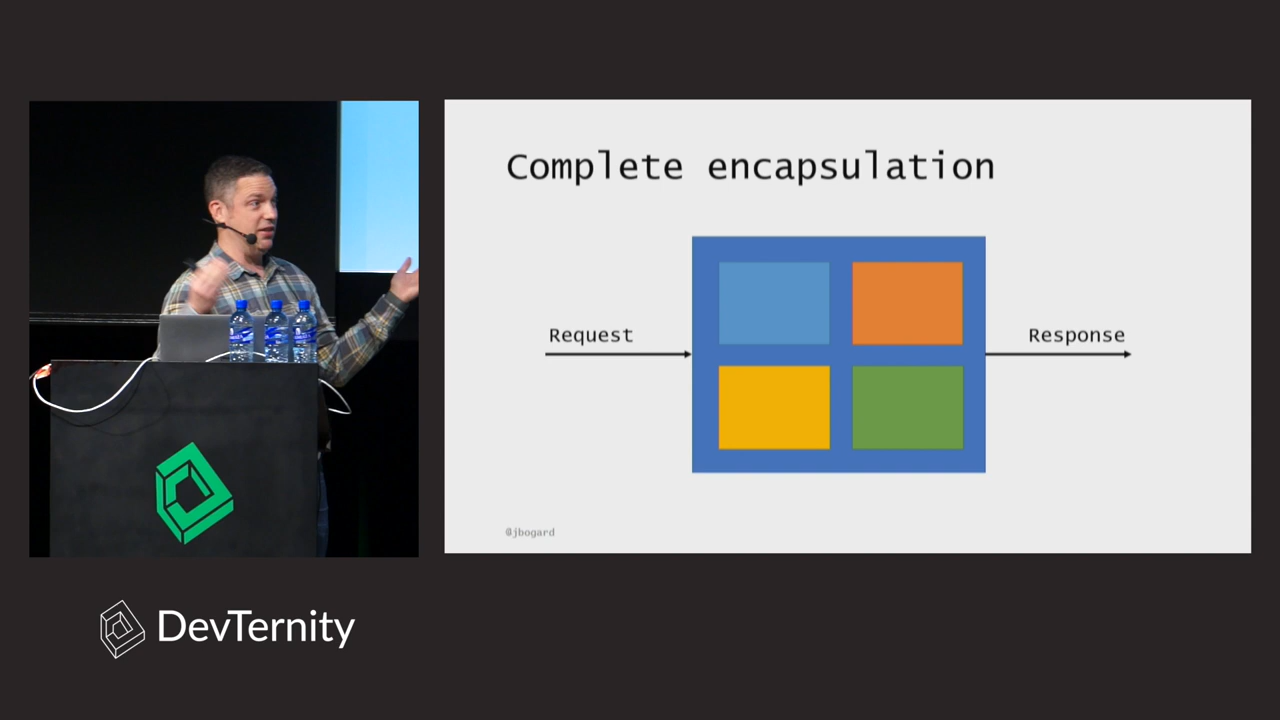 Complete encapsulation
Request
Response
@jbogard
DevTernity